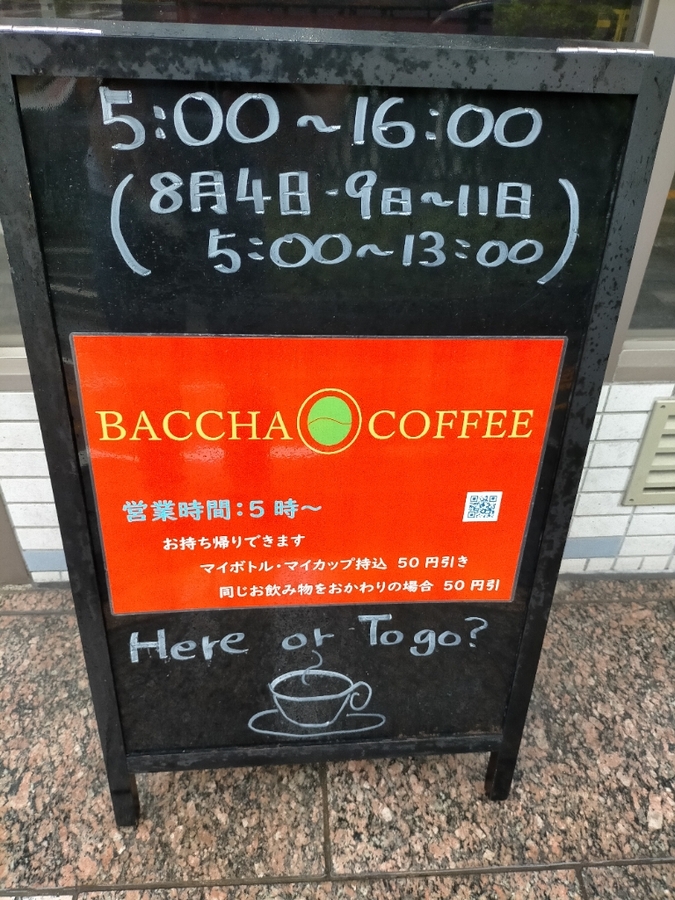 5:00~16:00
(8月4日・9日~11日
5:00~13:00)
BACCHA COFFEE
営業時間:5時~
お持ち帰りできます
マイボトル・マイカップ持込 50円引き
同じお飲み物をおかわりの場合 50円引
Here or To go?